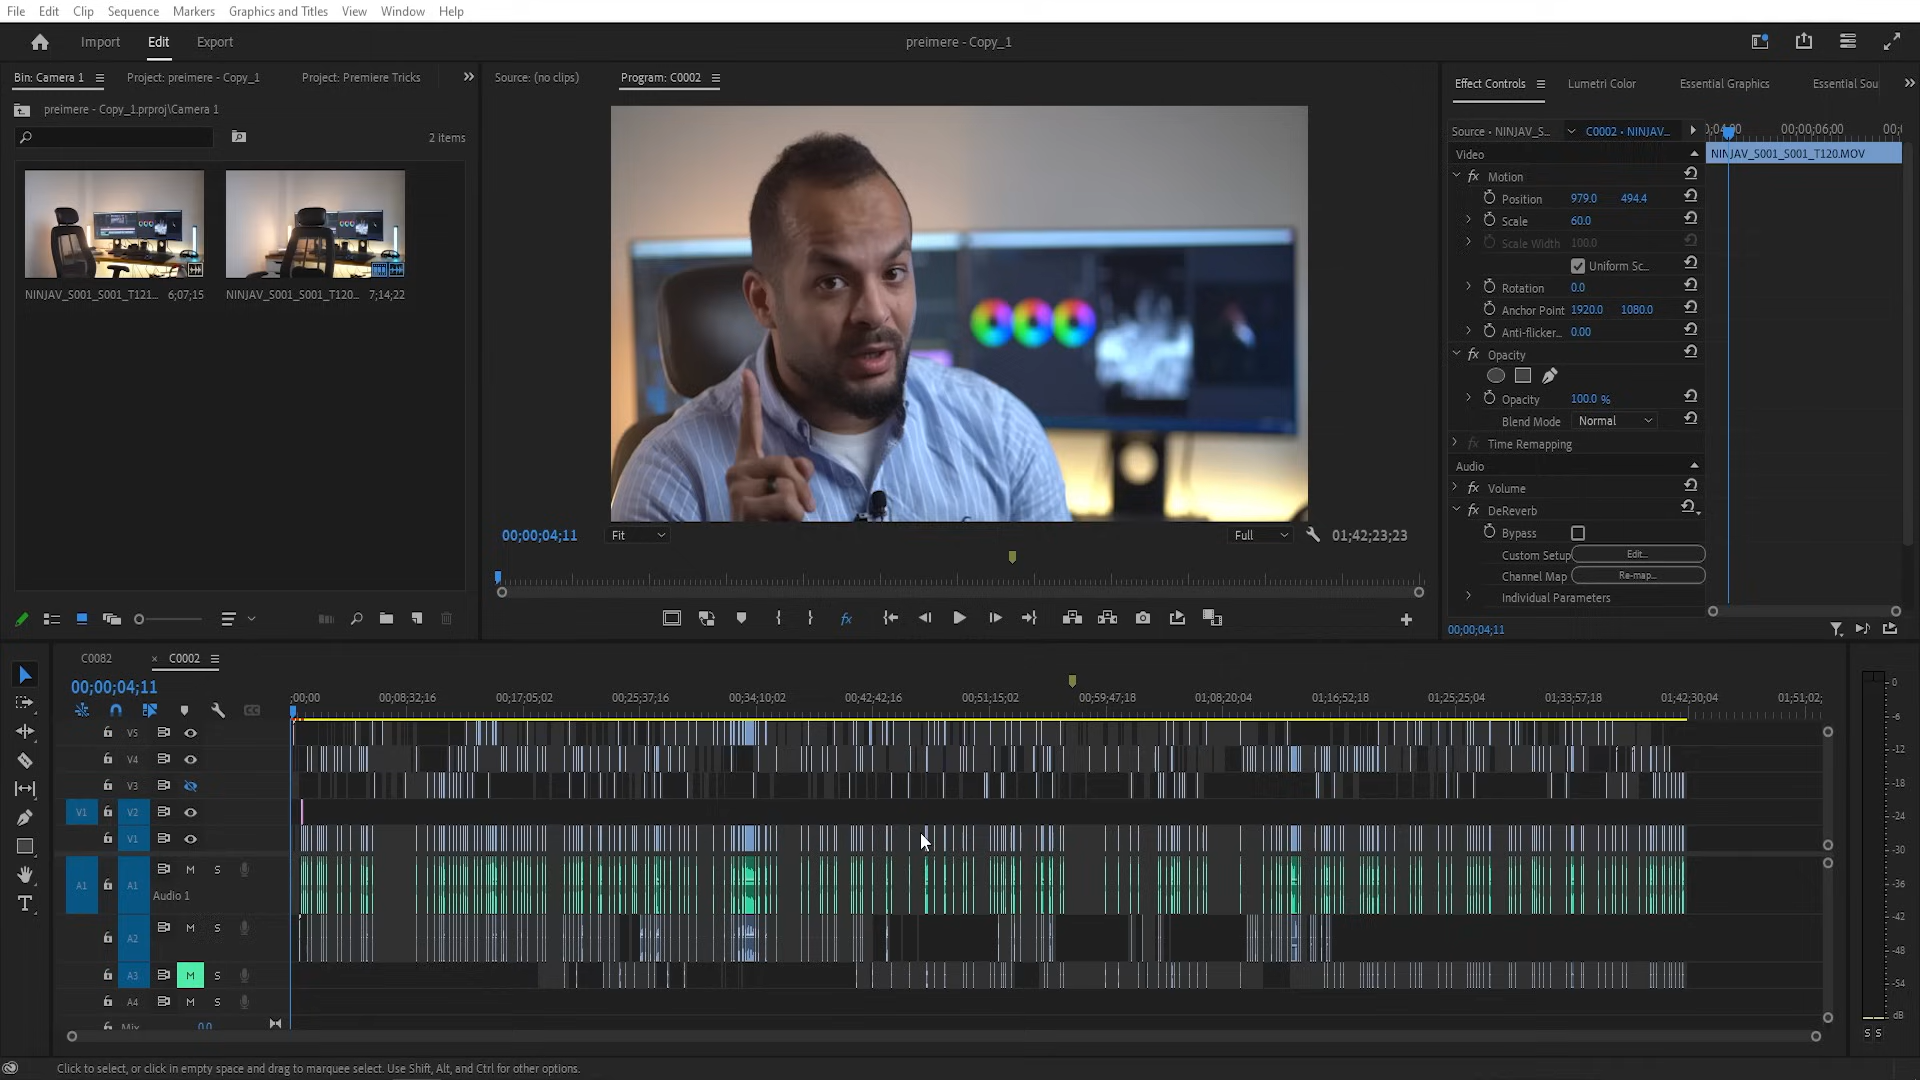 File Edit Clip Sequence Markers Graphics and Titles View Window Help
Import Edit Export preimere - Copy_1
Bin: Camera 1 Project: preimere - Copy_1 Project: Premiere Tricks
preimere - Copy_1.prproj\Camera 1
2 items
NINJAV_S001_S001_T121... 6;07;15 NINJAV_S001_S001_T120... 7;14;22
Source: (no clips) Program: C0002
00;00;04;11 Fit Full 01;42;23;23
Effect Controls Lumetri Color Essential Graphics Essential Sou
Source • NINJAV_S... C0002 • NINJAV_... ;04;00 00;00;06;00 00;
Video NINJAV_S001_S001_T120.MOV
fx Motion
Position 979.0 494.4
Scale 60.0
Scale Width 100.0
Uniform Sc...
Rotation 0.0
Anchor Point 1920.0 1080.0
Anti-flicker... 0.00
fx Opacity
Opacity 100.0 %
Blend Mode Normal
fx Time Remapping
Audio
fx Volume
fx DeReverb
Bypass
Custom Setup Edit...
Channel Map Re-map...
Individual Parameters
00;00;04;11
C0082 × C0002
00;00;04;11
;00;00 00;08;32;16 00;17;05;02 00;25;37;16 00;34;10;02 00;42;42;16 00;51;15;02 00;59;47;18 01;08;20;04 01;16;52;18 01;25;25;04 01;33;57;18 01;42;30;04 01;51;02;
V5
V4
V3
V1 V2
V1
A1 A1 M S
Audio 1
A2 M S
A3 M S
A4 M S
Mix 0.0
0
-6
-12
-18
-24
-30
-36
-42
-48
-54
dB
S S
Click to select, or click in empty space and drag to marquee select. Use Shift, Alt, and Ctrl for other options.